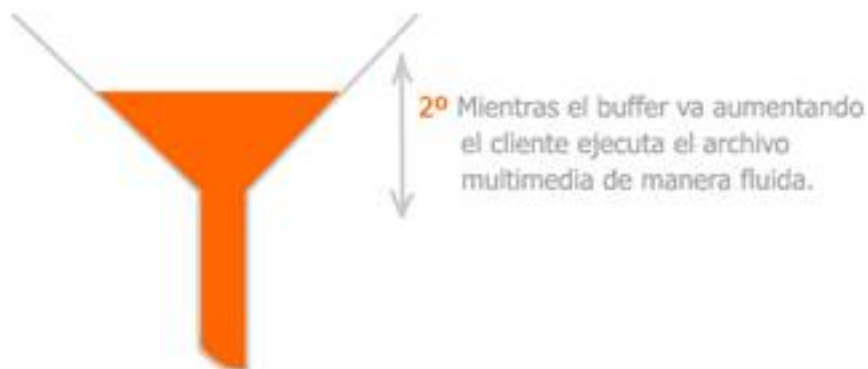 2º Mientras el buffer va aumentando
el cliente ejecuta el archivo
multimedia de manera fluida.